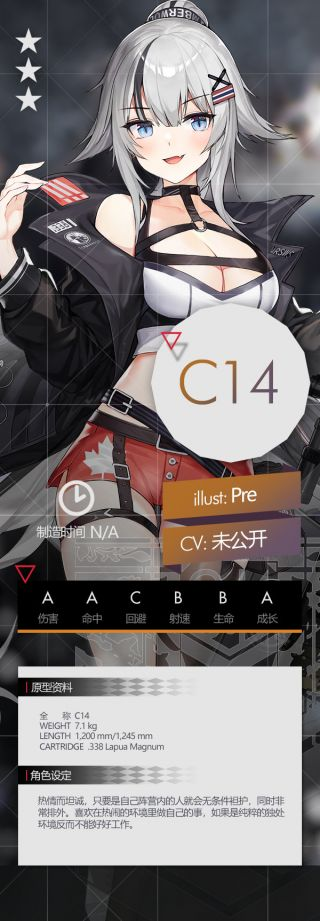 C14
illust: Pre
CV: 未公开
制造时间 N/A
A A C B B A
伤害 命中 回避 射速 生命 成长
原型资料
全 称 C14
WEIGHT 7.1 kg
LENGTH 1,200 mm/1,245 mm
CARTRIDGE .338 Lapua Magnum
角色设定
热情而坦诚，只要是自己阵营内的人就会无条件袒护，同时非
常排外。喜欢在热闹的环境里做自己的事，如果是纯粹的独处
环境反而不能好好工作。